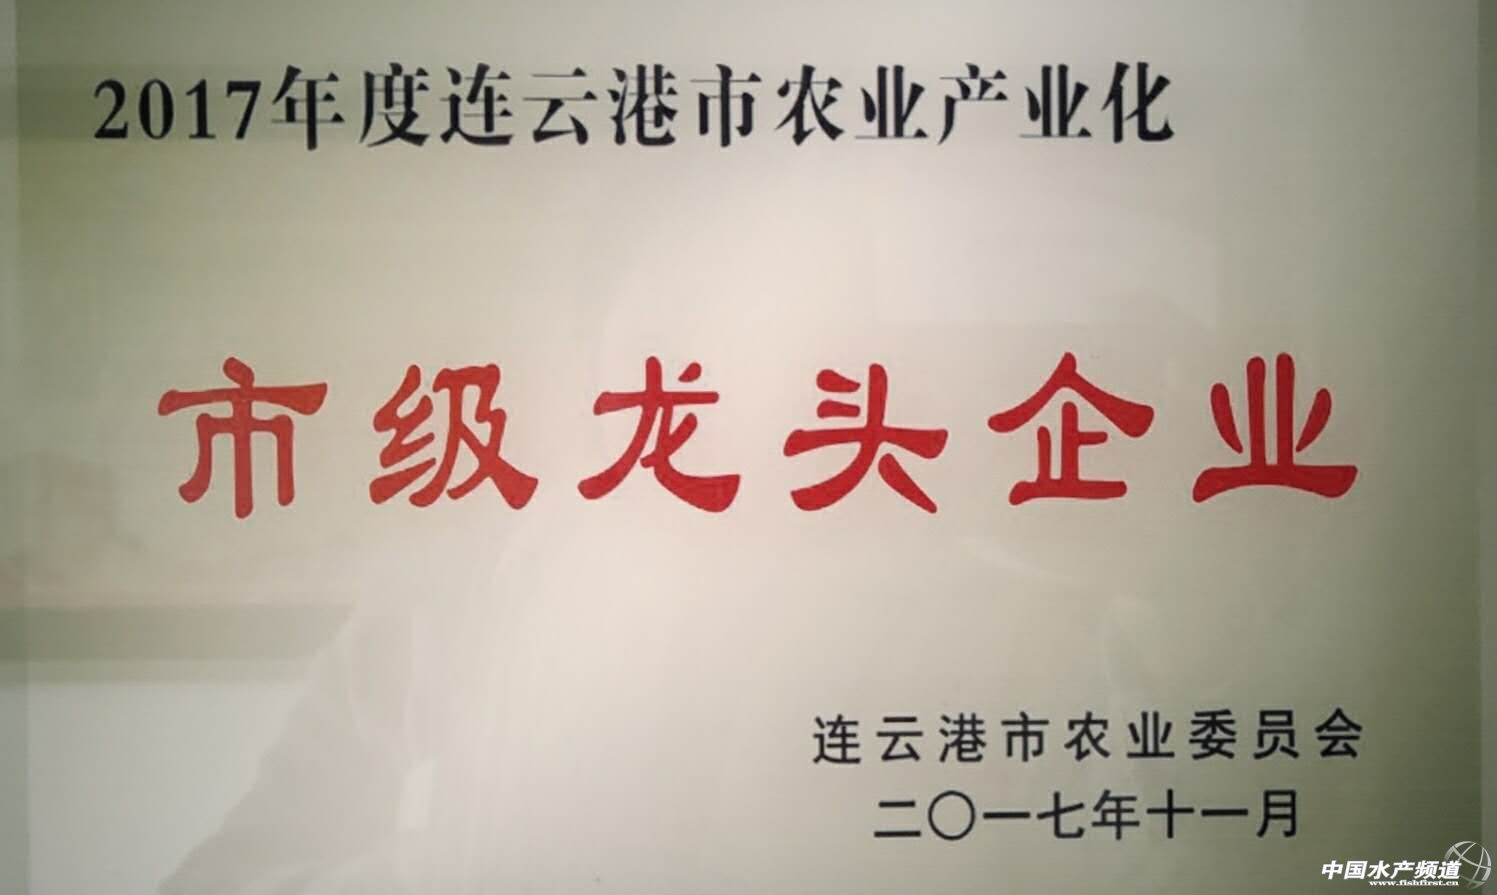 2017年度连云港市农业产业化
市级龙头企业
连云港市农业委员会
二〇一七年十一月
中国水产频道
www.fishfirst.cn